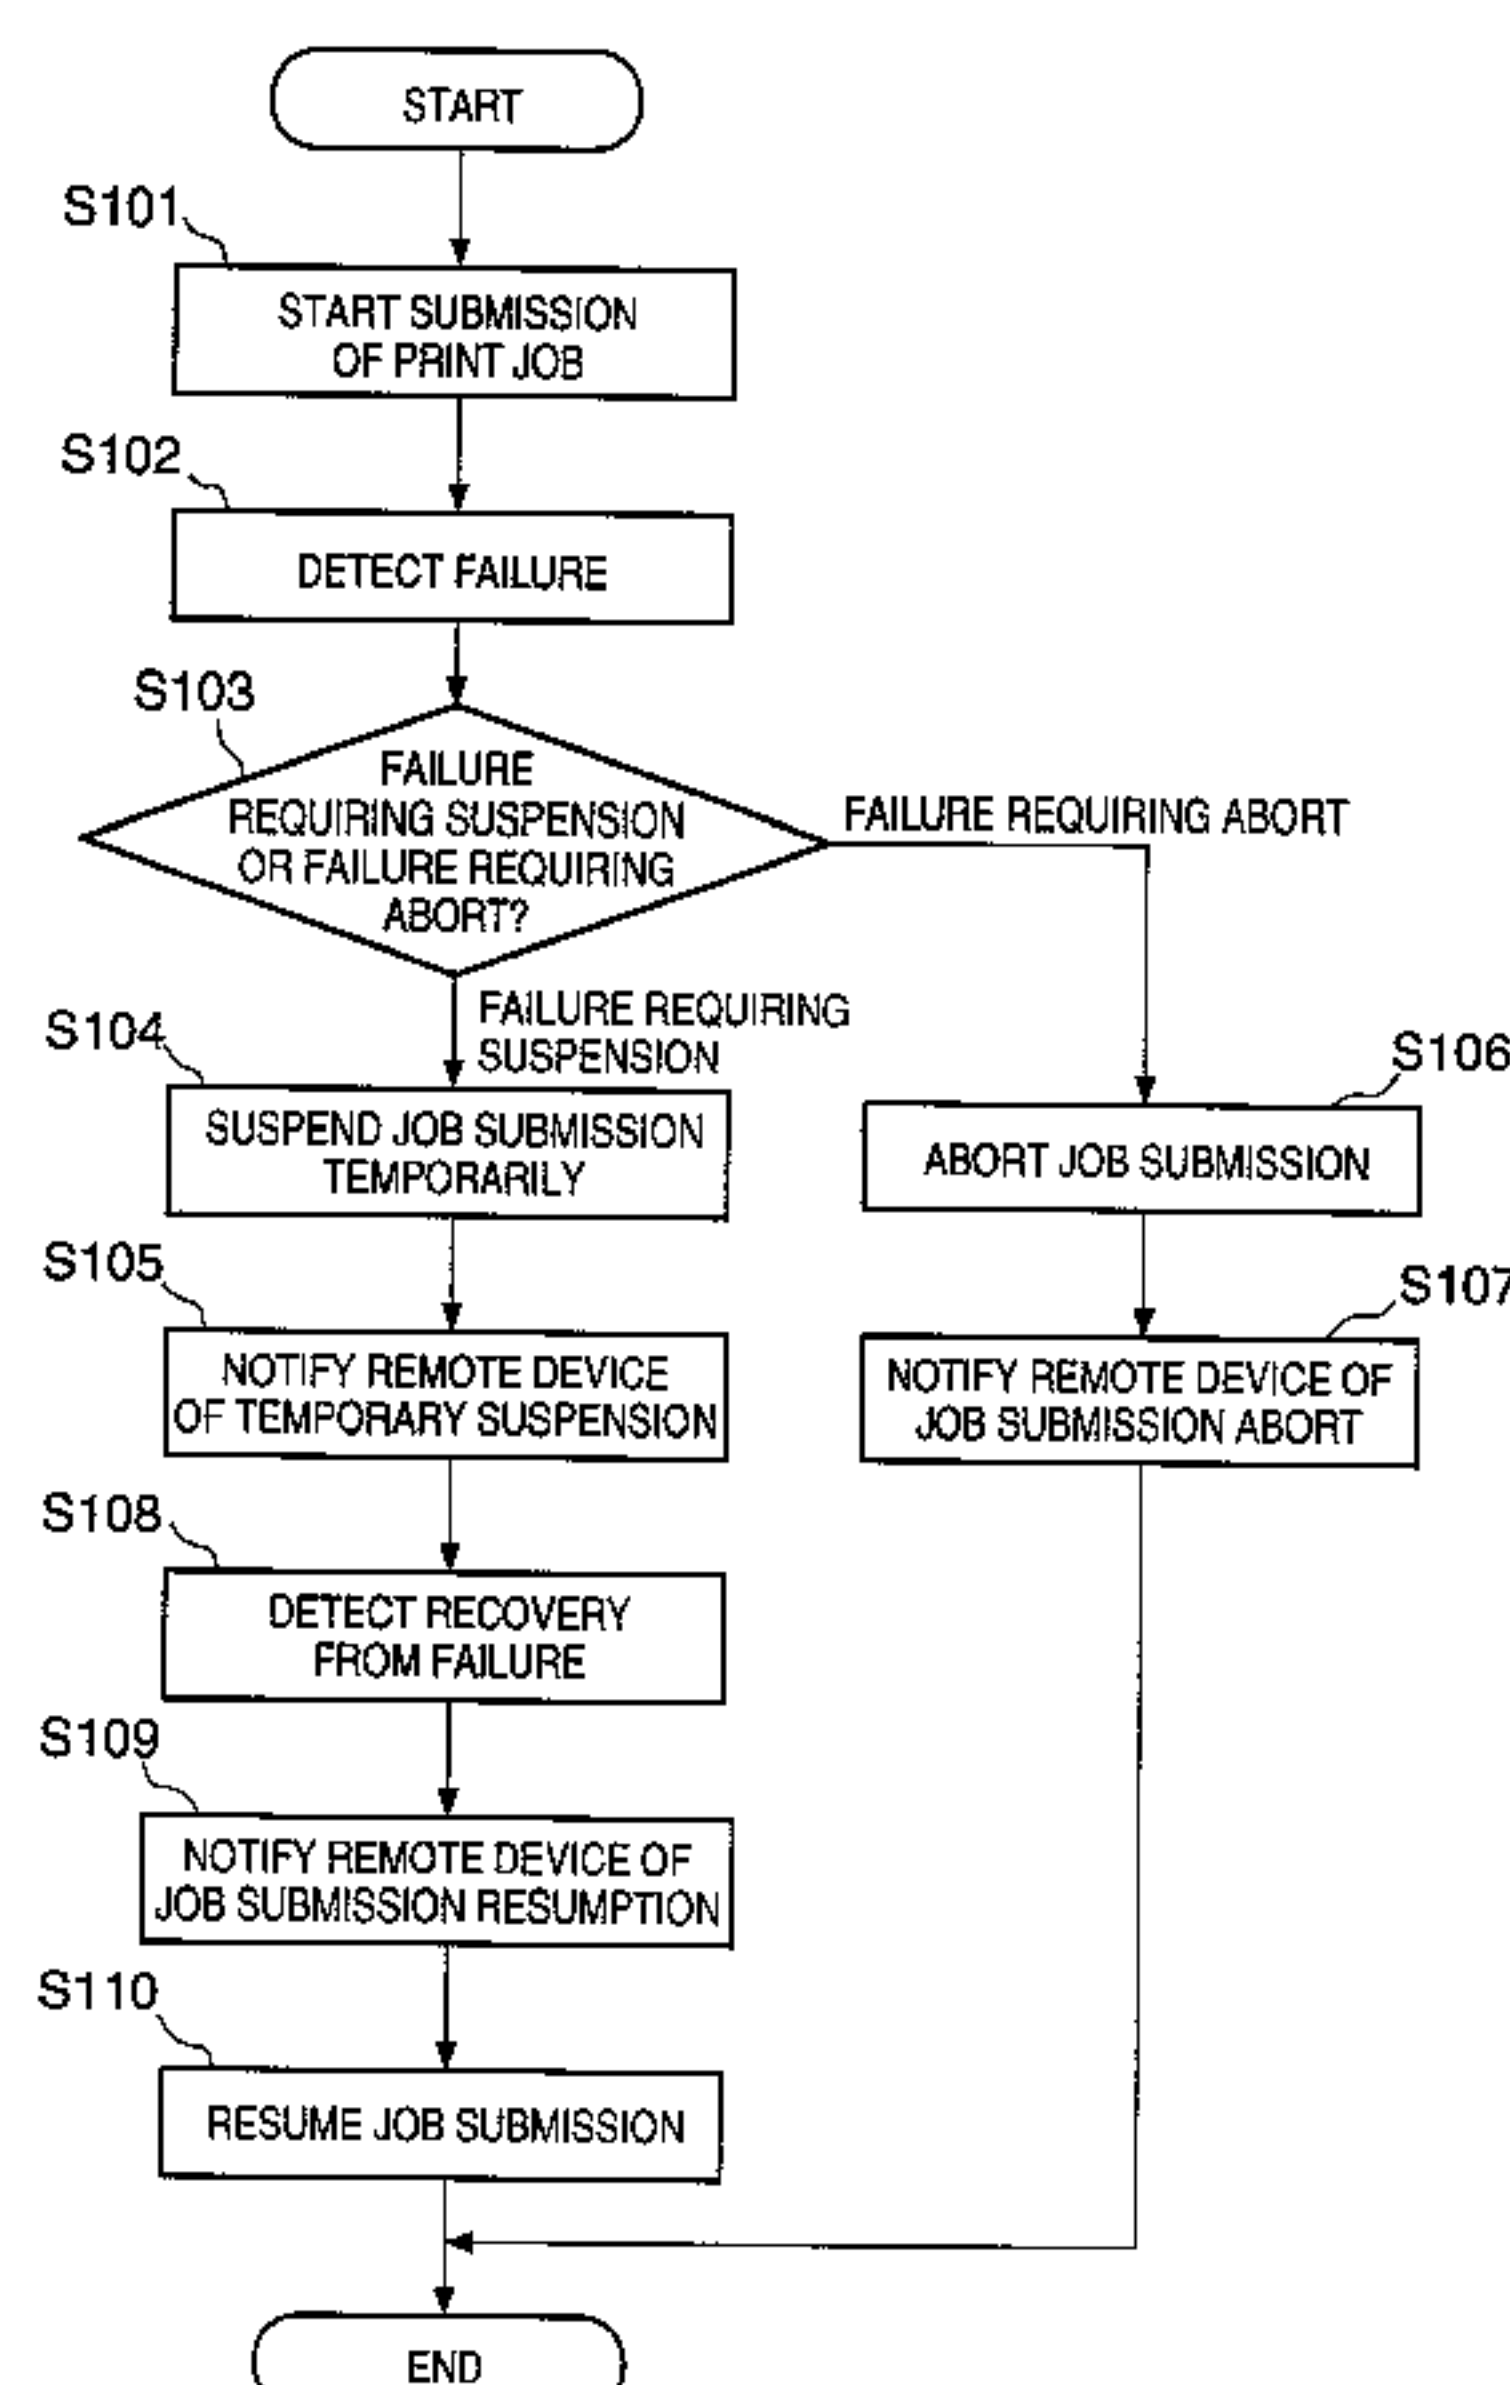 START
S101
START SUBMISSION
OF PRINT JOB
S102
DETECT FAILURE
S103
FAILURE
REQUIRING SUSPENSION
OR FAILURE REQUIRING
ABORT?
FAILURE REQUIRING ABORT
FAILURE REQUIRING
SUSPENSION
S104
SUSPEND JOB SUBMISSION
TEMPORARILY
S106
ABORT JOB SUBMISSION
S105
NOTIFY REMOTE DEVICE
OF TEMPORARY SUSPENSION
S107
NOTIFY REMOTE DEVICE OF
JOB SUBMISSION ABORT
S108
DETECT RECOVERY
FROM FAILURE
S109
NOTIFY REMOTE DEVICE OF
JOB SUBMISSION RESUMPTION
S110
RESUME JOB SUBMISSION
END